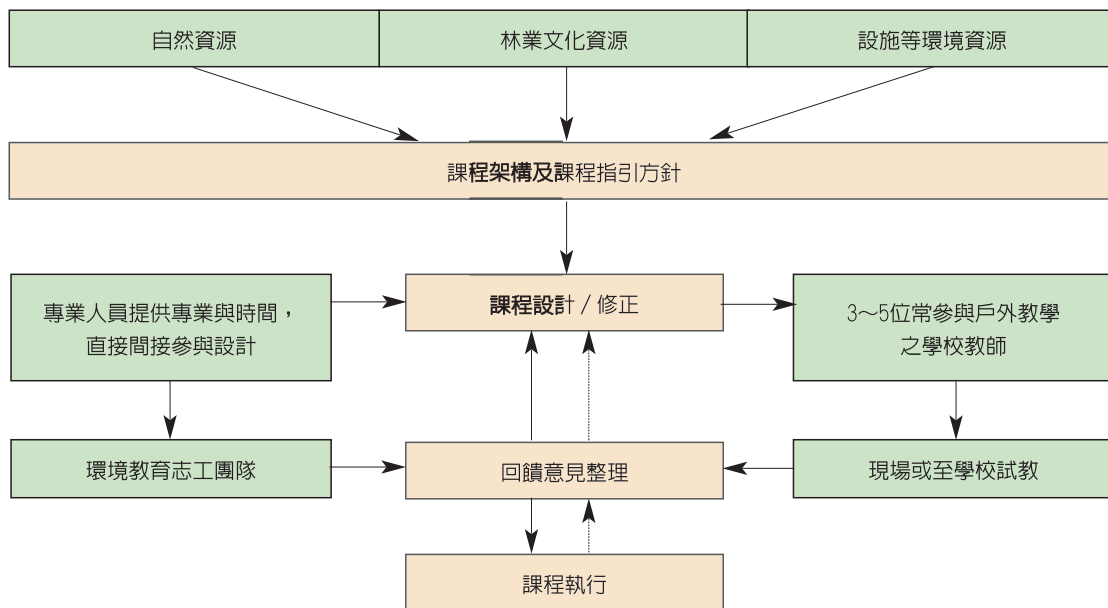 自然資源
林業文化資源
設施等環境資源
課程架構及課程指引方針
專業人員提供專業與時間，
直接間接參與設計
課程設計 / 修正
3～5位常參與戶外教學
之學校教師
環境教育志工團隊
回饋意見整理
現場或至學校試教
課程執行